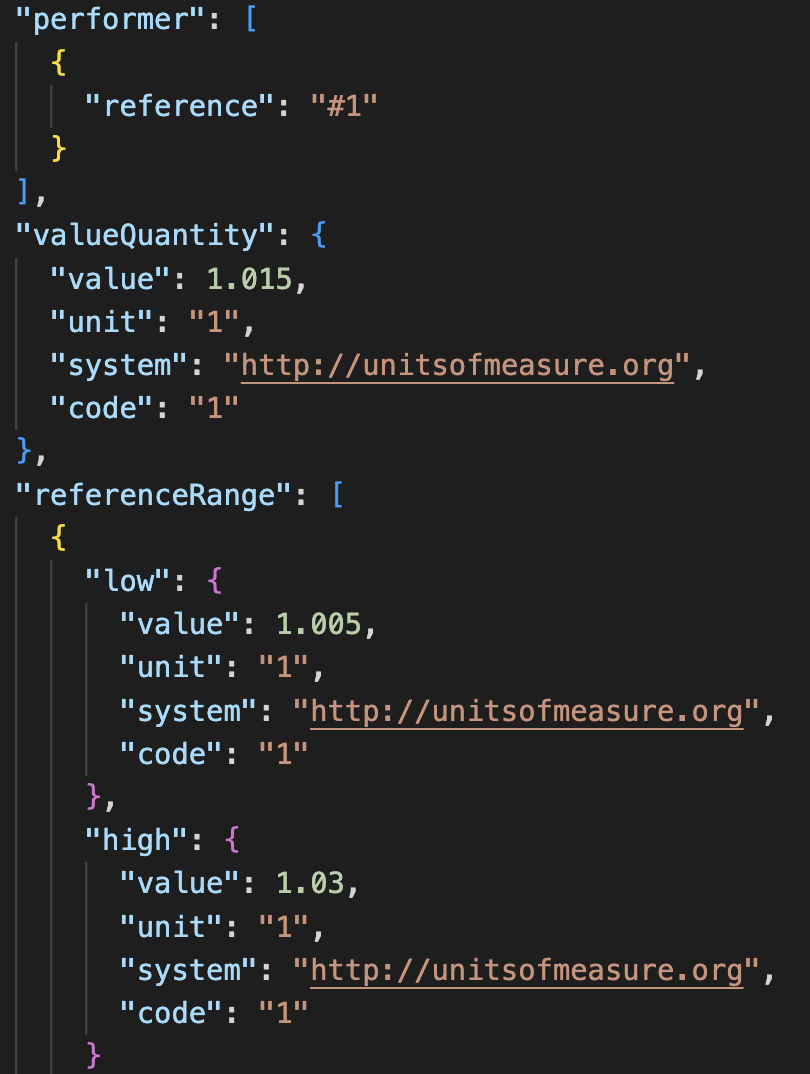 "performer": [
  {
    "reference": "#1"
  }
],
"valueQuantity": {
  "value": 1.015,
  "unit": "1",
  "system": "http://unitsofmeasure.org",
  "code": "1"
},
"referenceRange": [
  {
    "low": {
      "value": 1.005,
      "unit": "1",
      "system": "http://unitsofmeasure.org",
      "code": "1"
    },
    "high": {
      "value": 1.03,
      "unit": "1",
      "system": "http://unitsofmeasure.org",
      "code": "1"
    }